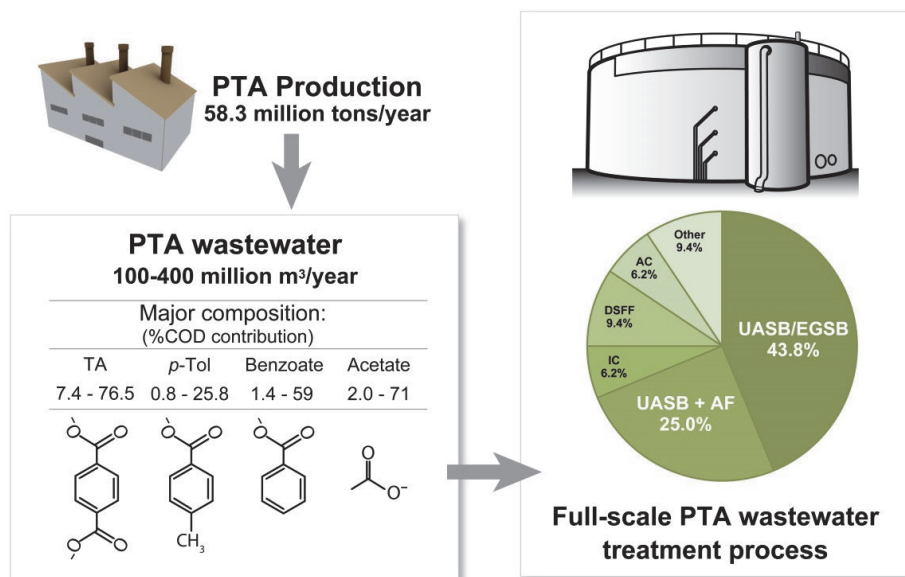 PTA Production
58.3 million tons/year
PTA wastewater
100-400 million m³/year
Major composition:
(%COD contribution)
TA p-Tol Benzoate Acetate
7.4 - 76.5 0.8 - 25.8 1.4 - 59 2.0 - 71
O O O O O O O
O⁻
O O
CH₃
Other
9.4%
AC
6.2%
DSFF
9.4%
IC
6.2%
UASB/EGSB
43.8%
UASB + AF
25.0%
Full-scale PTA wastewater
treatment process